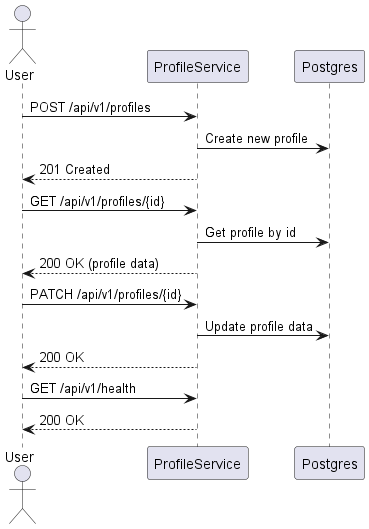 User
ProfileService
Postgres
POST /api/v1/profiles
Create new profile
201 Created
GET /api/v1/profiles/{id}
Get profile by id
200 OK (profile data)
PATCH /api/v1/profiles/{id}
Update profile data
200 OK
GET /api/v1/health
200 OK
User
ProfileService
Postgres